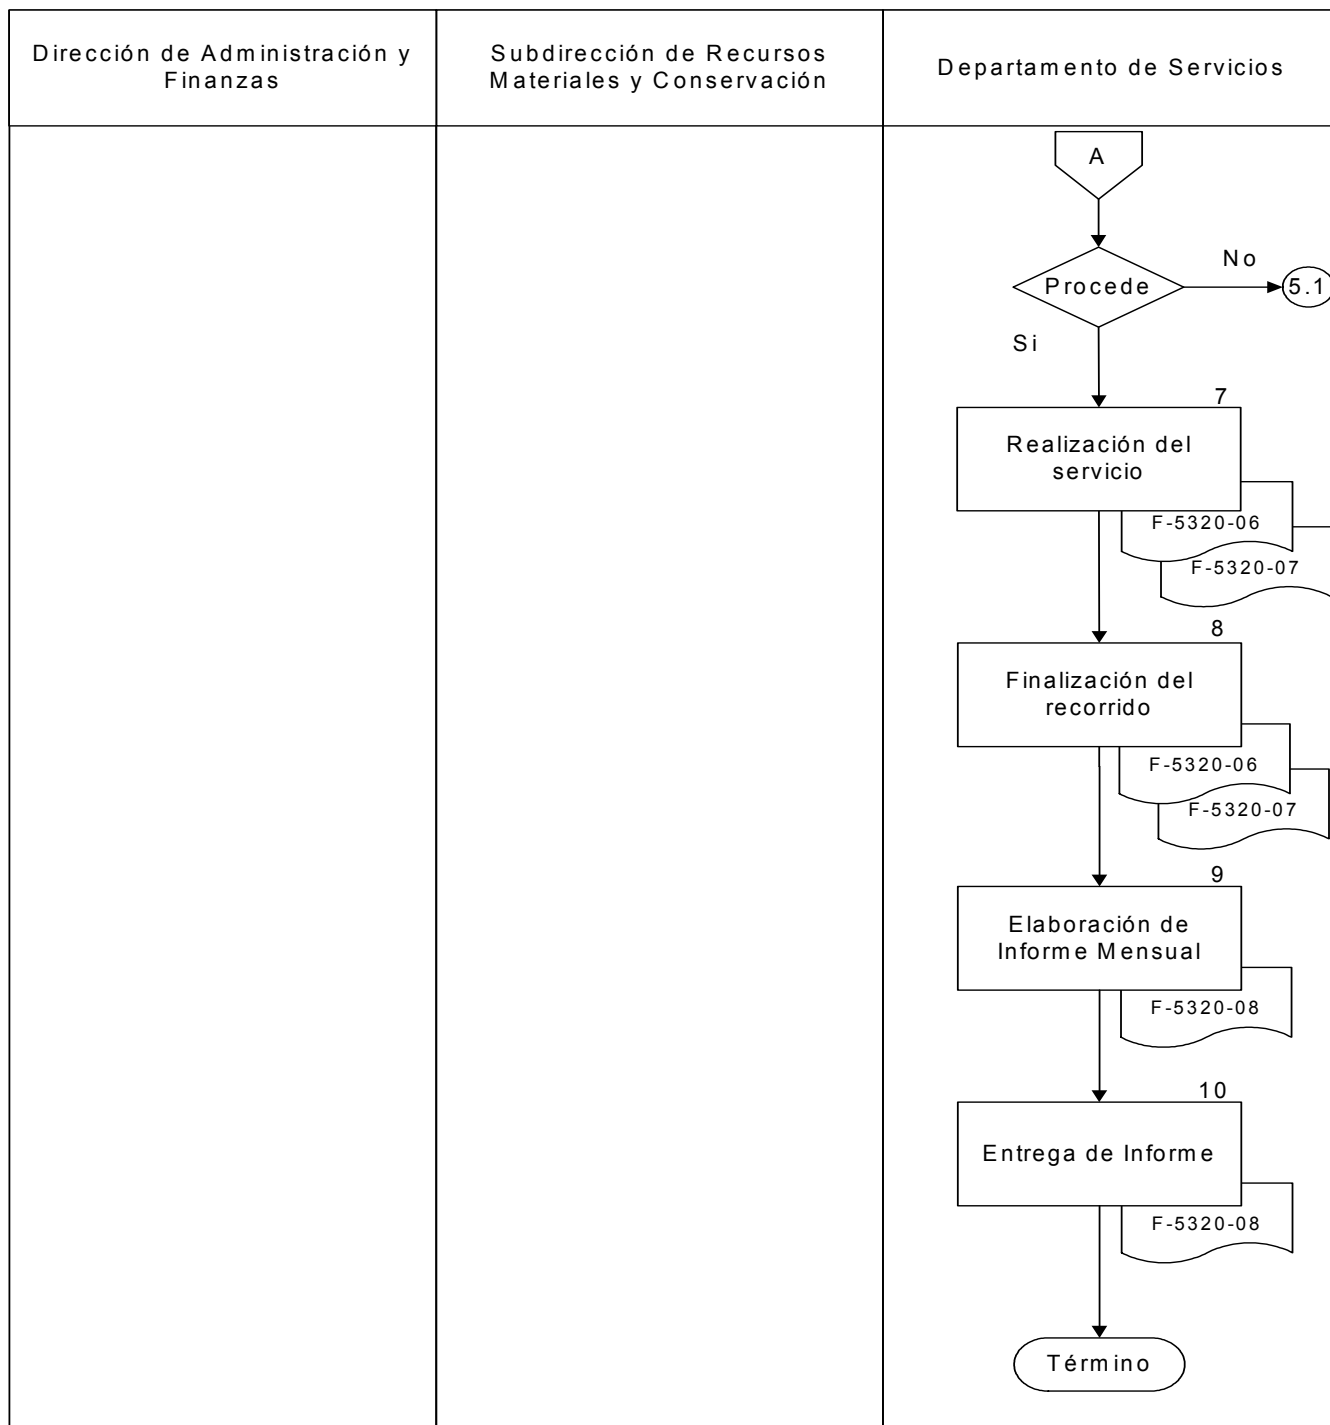 Dirección de Administración y
Finanzas
Subdirección de Recursos
Materiales y Conservación
Departamento de Servicios
A
Procede
No
5.1
Si
7
Realización del
servicio
F-5320-06
F-5320-07
8
Finalización del
recorrido
F-5320-06
F-5320-07
9
Elaboración de
Informe Mensual
F-5320-08
10
Entrega de Informe
F-5320-08
Término